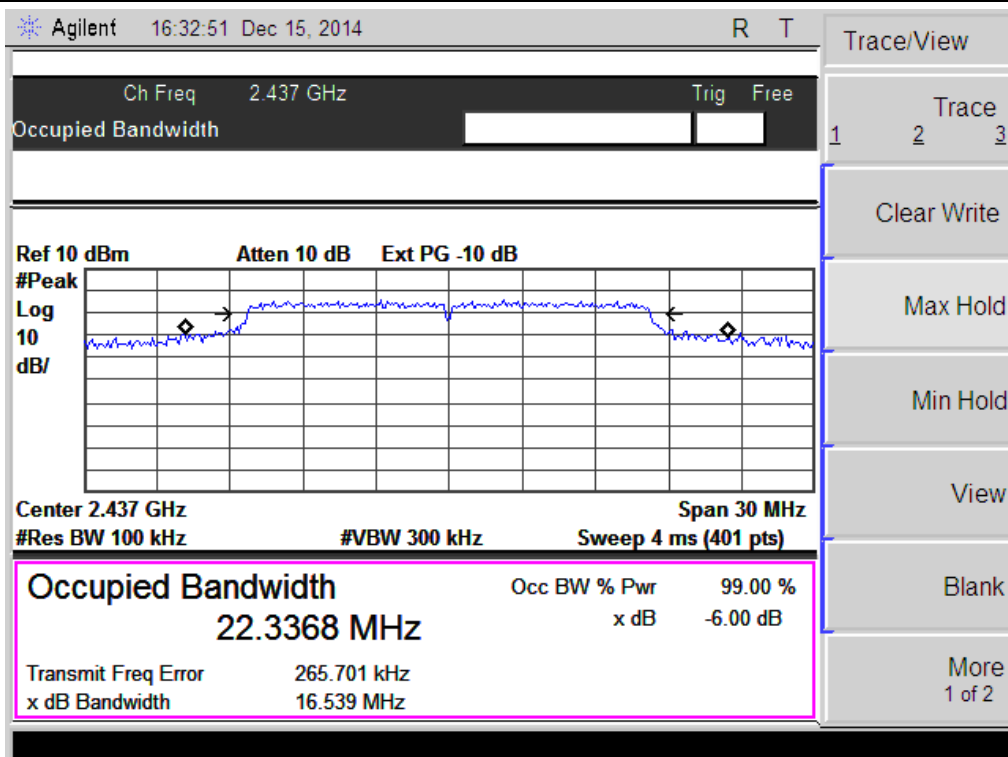 Agilent 16:32:51 Dec 15, 2014 R T
Trace/View
Ch Freq 2.437 GHz Trig Free
Occupied Bandwidth
Trace
1 2 3
Clear Write
Max Hold
Min Hold
View
Blank
More
1 of 2
Ref 10 dBm Atten 10 dB Ext PG -10 dB
#Peak
Log
10
dB/
Center 2.437 GHz Span 30 MHz
#Res BW 100 kHz #VBW 300 kHz Sweep 4 ms (401 pts)
Occupied Bandwidth Occ BW % Pwr 99.00 %
22.3368 MHz x dB -6.00 dB
Transmit Freq Error 265.701 kHz
x dB Bandwidth 16.539 MHz